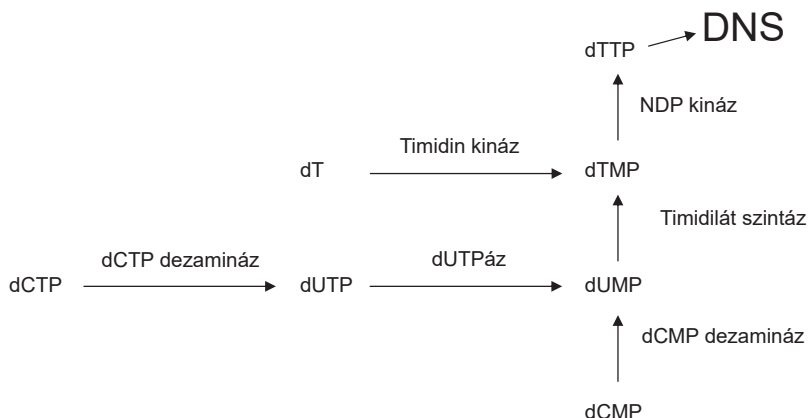 DNS
dTTP
NDP kináz
Timidin kináz
dT
dTMP
Timidilát szintáz
dCTP dezamináz
dUTPáz
dCTP
dUTP
dUMP
dCMP dezamináz
dCMP